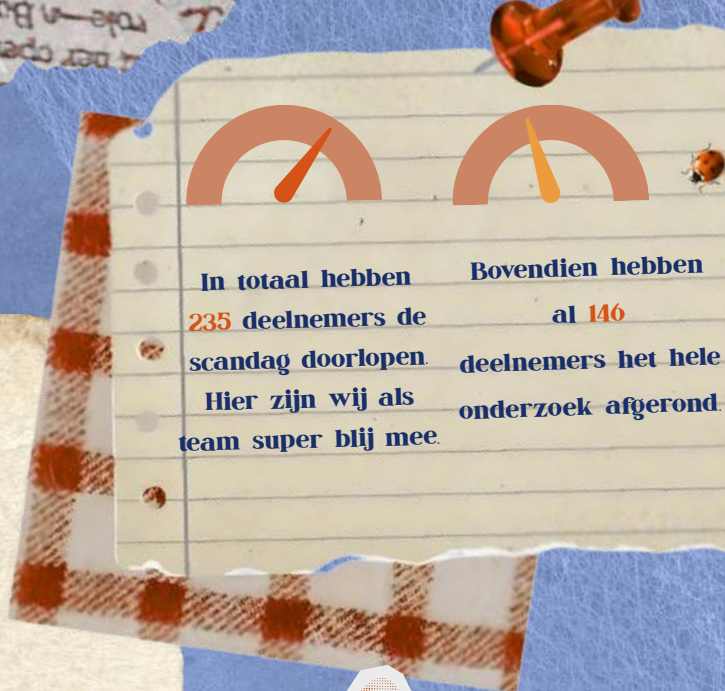 In totaal hebben
235 deelnemers de
scandag doorlopen.
Hier zijn wij als
team super blij mee.
Bovendien hebben
al 146
deelnemers het hele
onderzoek afgerond.